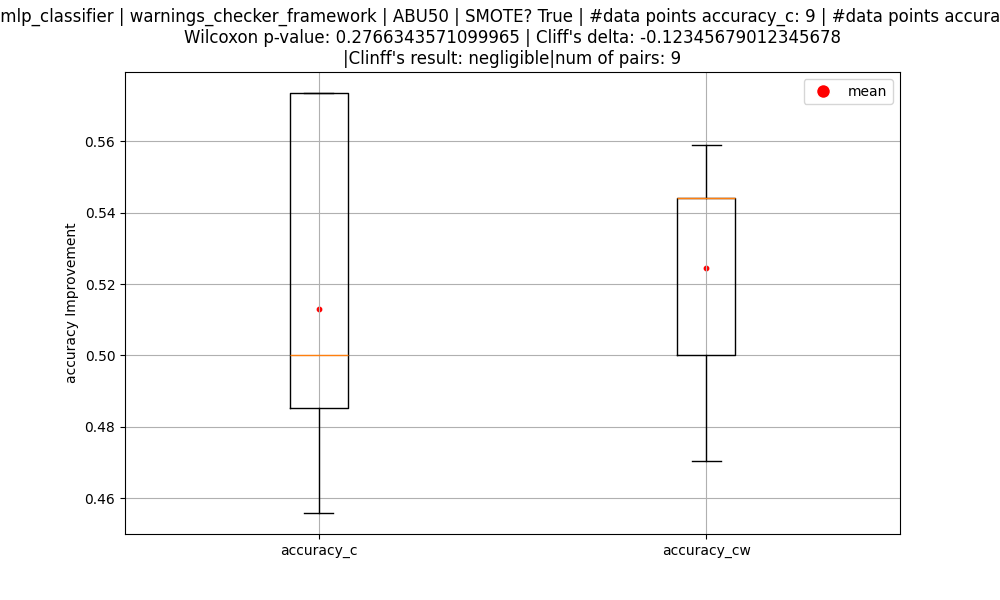 mlp_classifier | warnings_checker_framework | ABU50 | SMOTE? True | #data points accuracy_c: 9 | #data points accura
Wilcoxon p-value: 0.2766343571099965 | Cliff's delta: -0.12345679012345678
|Clinff's result: negligible|num of pairs: 9
mean
0.56
0.54
0.52
0.50
0.48
0.46
accuracy Improvement
accuracy_c
accuracy_cw